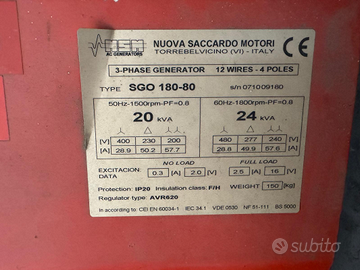 NSM
AC GENERATORS
NUOVA SACCARDO MOTORI
TORREBELVICINO (VI) - ITALY
CE
3-PHASE GENERATOR 12 WIRES - 4 POLES
TYPE SGO 180-80 s/n 071009180
50Hz-1500rpm-PF=0.8 60Hz-1800rpm-PF=0.8
20 kVA 24 kVA
[V] 400 230 200 480 277 240 [V]
[A] 28.9 50.2 57.7 28.8 49.9 57.6 [A]
NO LOAD FULL LOAD
EXCITATION DATA: 0.3 [A] 2.0 [V] 2.5 [A] 16 [V]
Protection: IP20 Insulation class: F/H WEIGHT 150 [kg]
Regulator type: AVR620
In according to: CEI EN 60034-1 IEC 34.1 VDE 0530 NF 51-111 BS 5000
subito